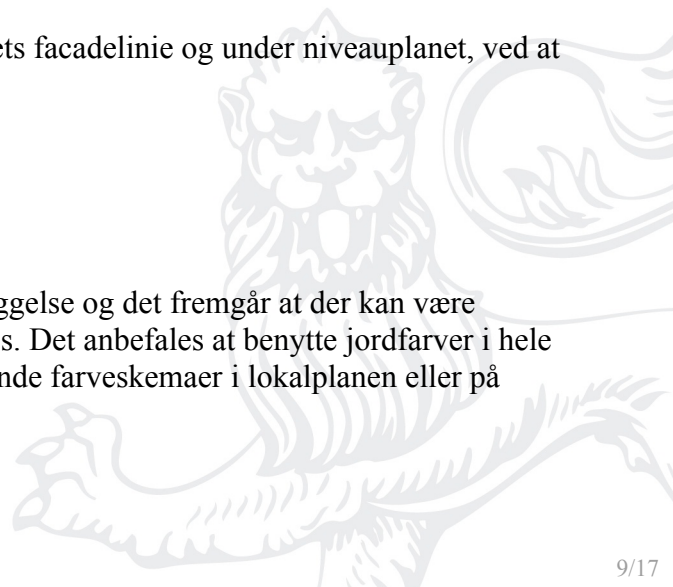 ets facadelinie og under niveauplanet, ved at
ggelse og det fremgår at der kan være
s. Det anbefales at benytte jordfarver i hele
nde farveskemaer i lokalplanen eller på
9/17